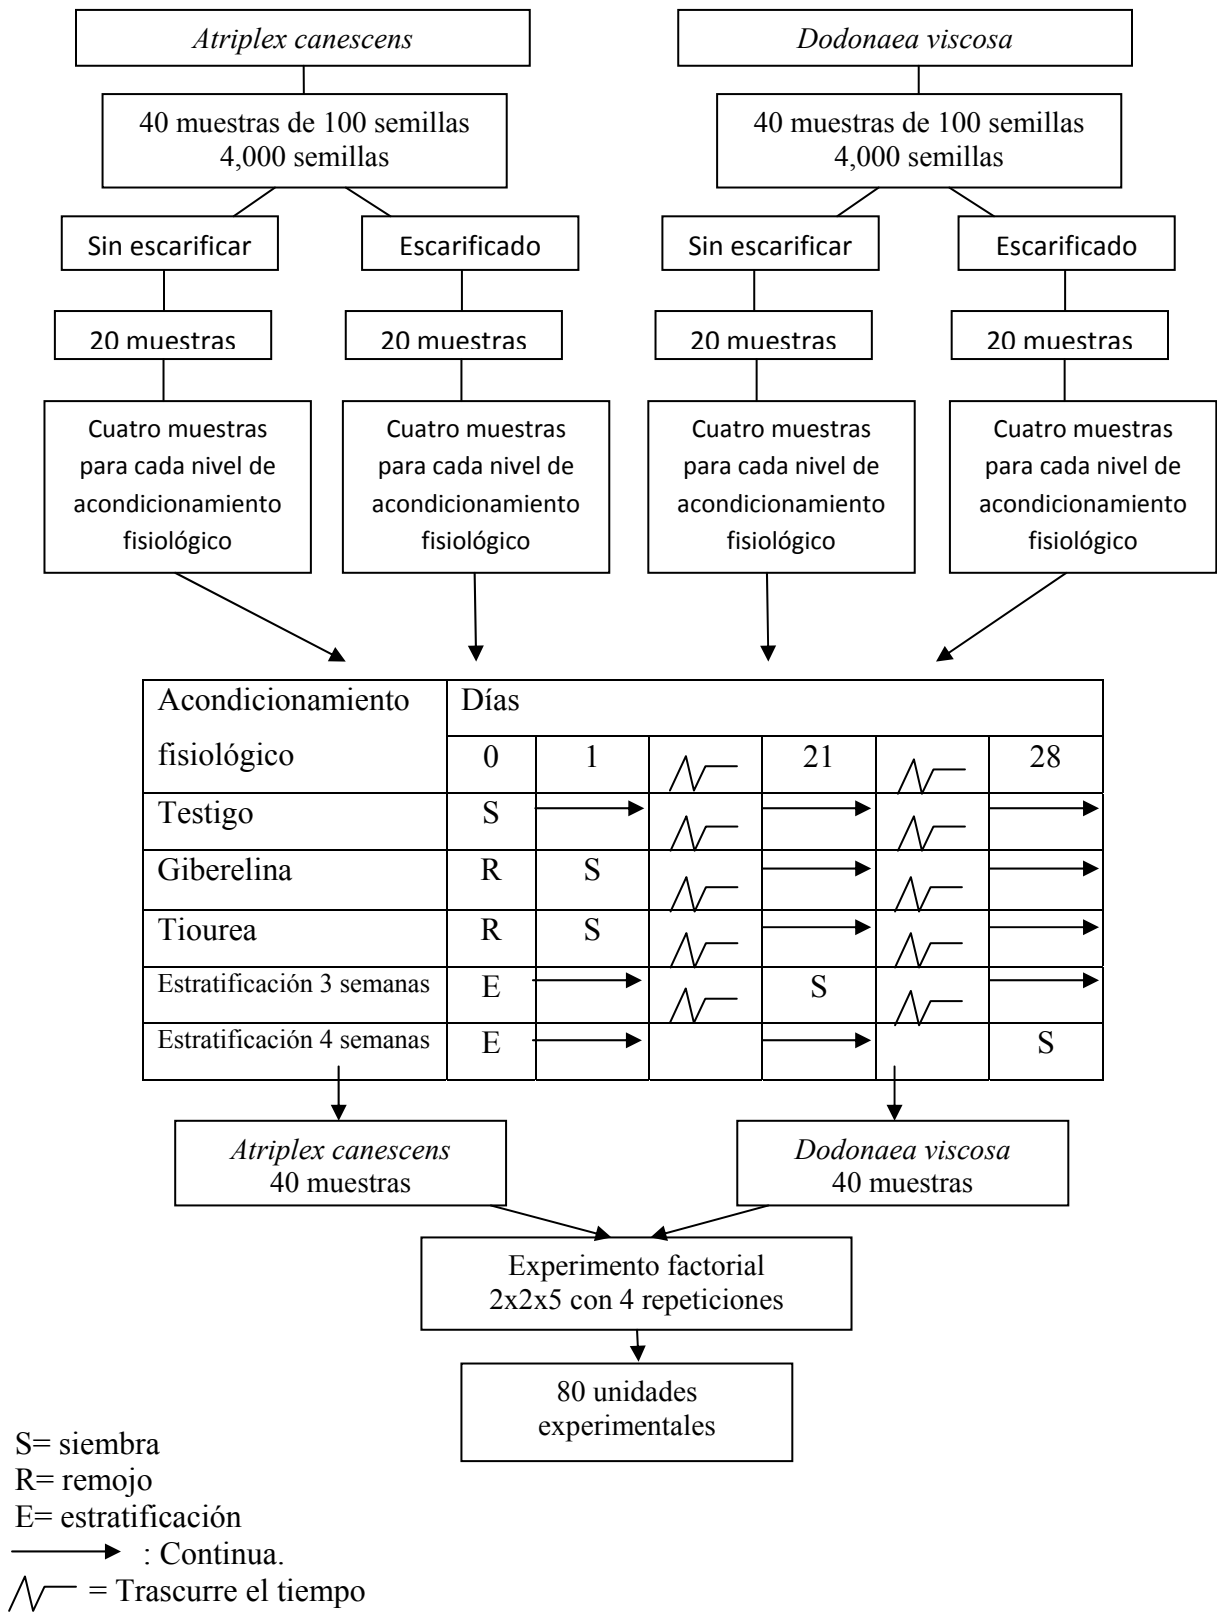 Atriplex canescens
Dodonaea viscosa
40 muestras de 100 semillas
4,000 semillas
40 muestras de 100 semillas
4,000 semillas
Sin escarificar
Escarificado
Sin escarificar
Escarificado
20 muestras
20 muestras
20 muestras
20 muestras
Cuatro muestras
para cada nivel de
acondicionamiento
fisiológico
Cuatro muestras
para cada nivel de
acondicionamiento
fisiológico
Cuatro muestras
para cada nivel de
acondicionamiento
fisiológico
Cuatro muestras
para cada nivel de
acondicionamiento
fisiológico
Acondicionamiento
fisiológico
Días
0 1 21 28
Testigo S
Giberelina R S
Tiourea R S
Estratificación 3 semanas E S
Estratificación 4 semanas E S
Atriplex canescens
40 muestras
Dodonaea viscosa
40 muestras
Experimento factorial
2x2x5 con 4 repeticiones
80 unidades
experimentales
S= siembra
R= remojo
E= estratificación
: Continua.
= Trascurre el tiempo